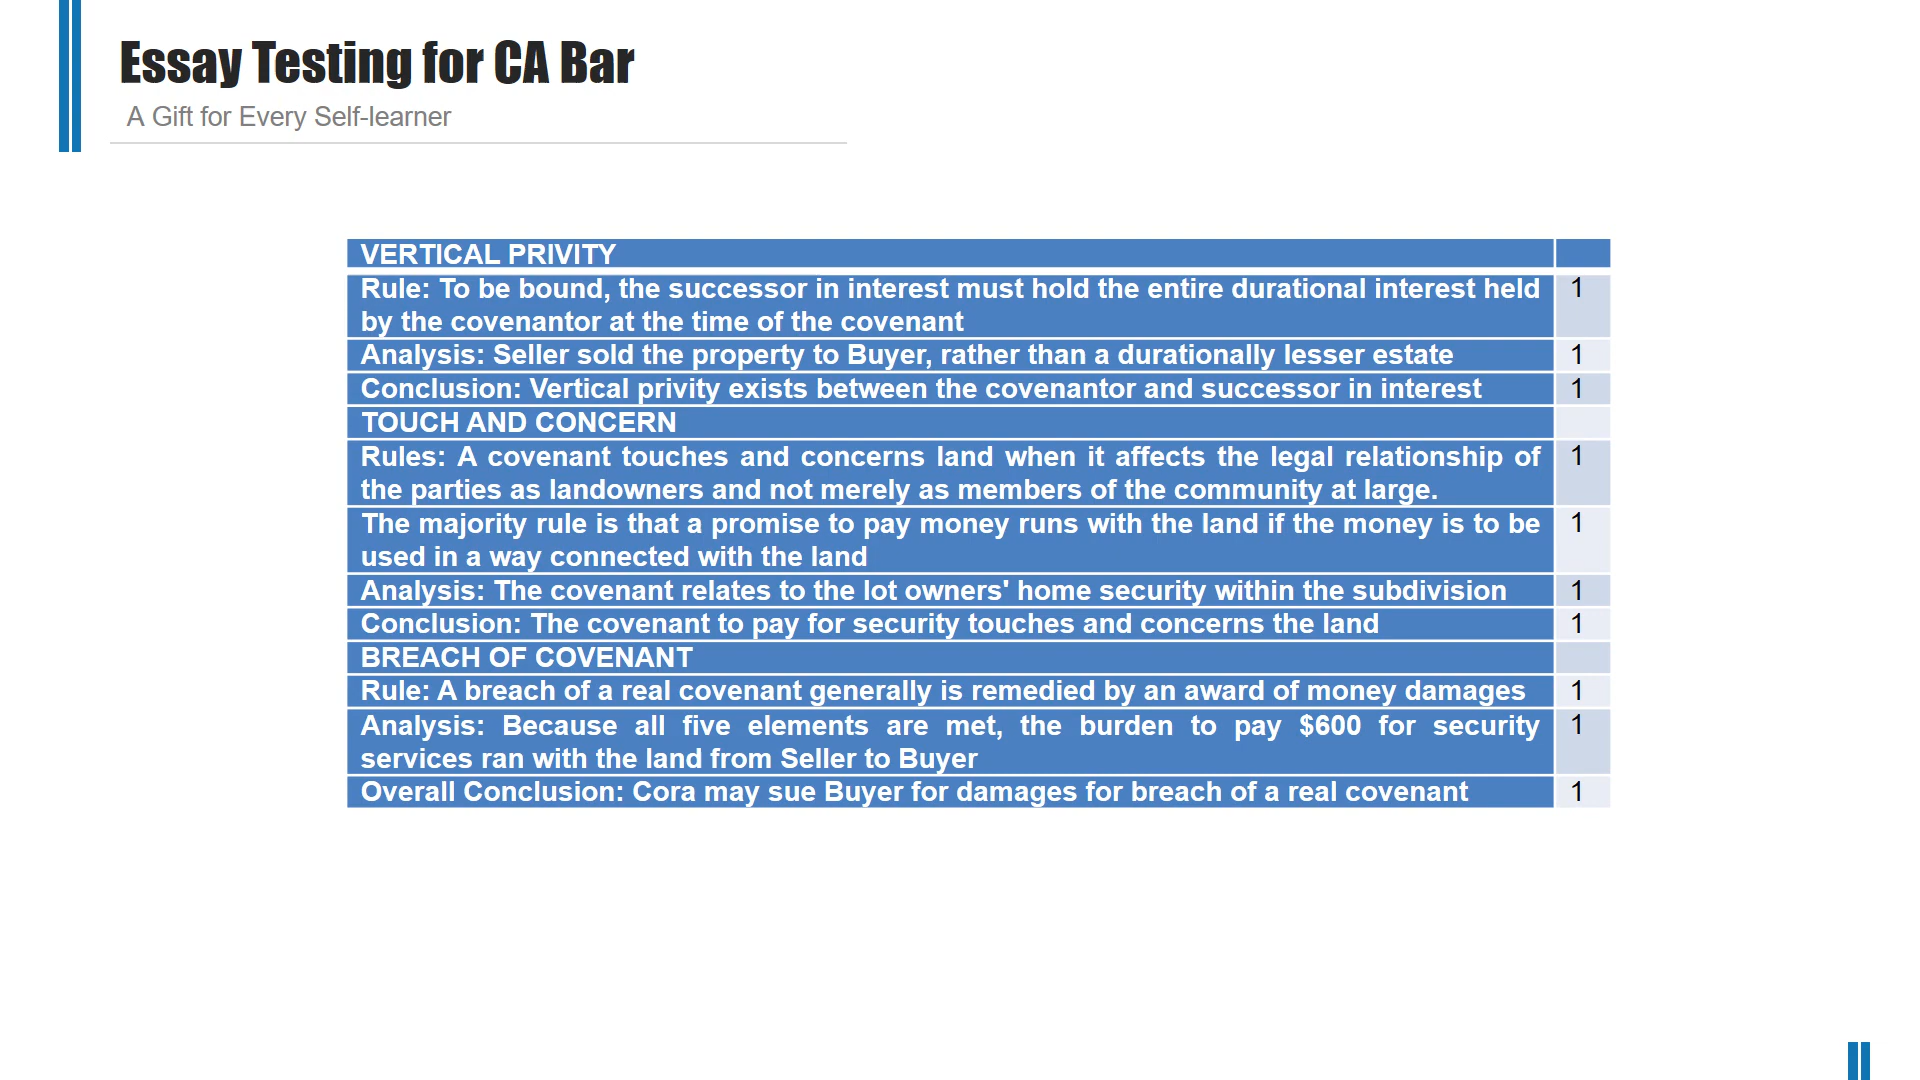 Essay Testing for CA Bar
A Gift for Every Self-learner
VERTICAL PRIVITY
Rule: To be bound, the successor in interest must hold the entire durational interest held 1
by the covenantor at the time of the covenant
Analysis: Seller sold the property to Buyer, rather than a durationally lesser estate 1
Conclusion: Vertical privity exists between the covenantor and successor in interest 1
TOUCH AND CONCERN
Rules: A covenant touches and concerns land when it affects the legal relationship of 1
the parties as landowners and not merely as members of the community at large.
The majority rule is that a promise to pay money runs with the land if the money is to be 1
used in a way connected with the land
Analysis: The covenant relates to the lot owners' home security within the subdivision 1
Conclusion: The covenant to pay for security touches and concerns the land 1
BREACH OF COVENANT
Rule: A breach of a real covenant generally is remedied by an award of money damages 1
Analysis: Because all five elements are met, the burden to pay $600 for security 1
services ran with the land from Seller to Buyer
Overall Conclusion: Cora may sue Buyer for damages for breach of a real covenant 1